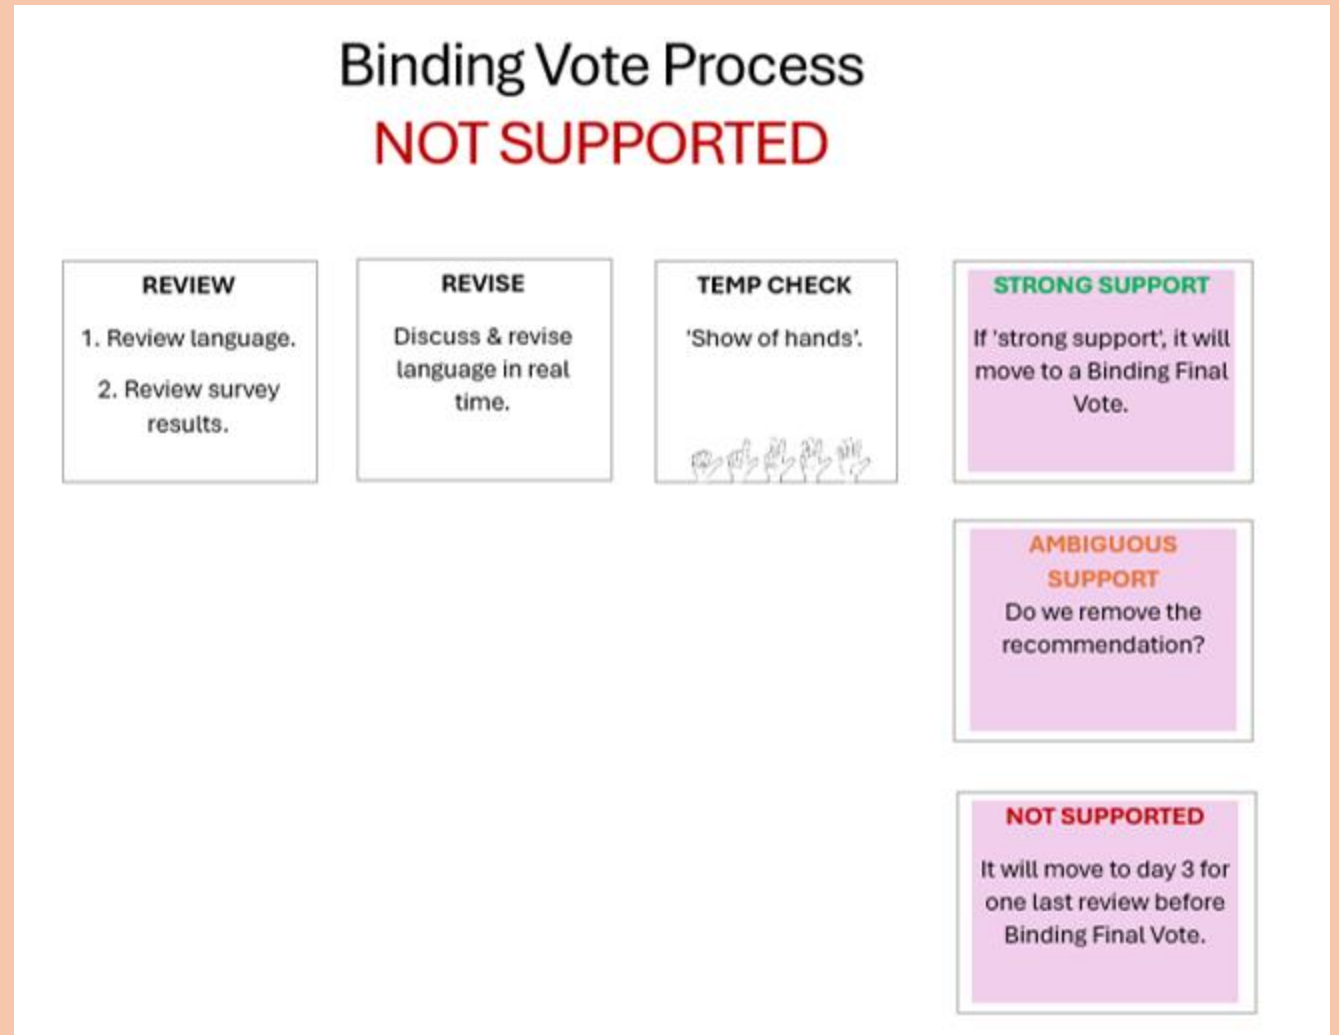 Binding Vote Process
NOT SUPPORTED
REVIEW
1. Review language.
2. Review survey
results.
REVISE
Discuss & revise
language in real
time.
TEMP CHECK
'Show of hands'.
STRONG SUPPORT
If 'strong support', it will
move to a Binding Final
Vote.
AMBIGUOUS
SUPPORT
Do we remove the
recommendation?
NOT SUPPORTED
It will move to day 3 for
one last review before
Binding Final Vote.